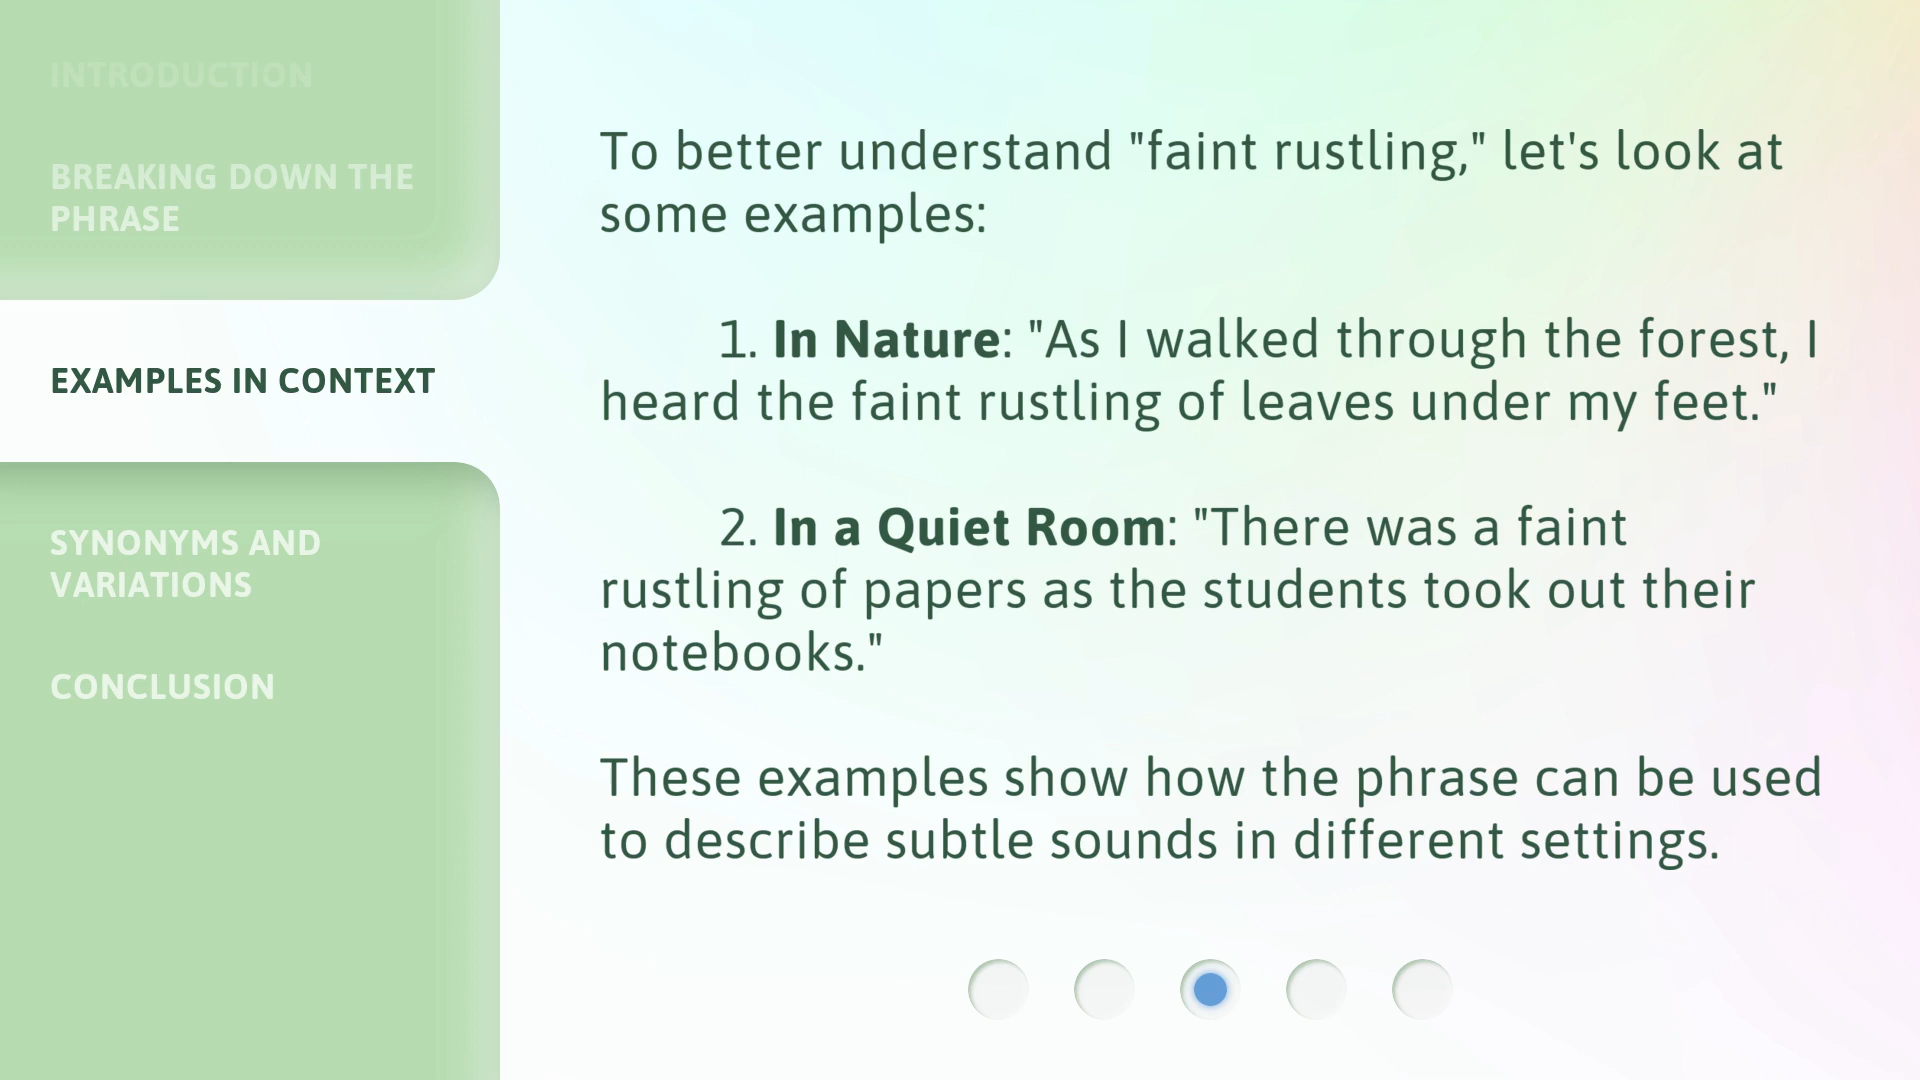 INTRODUCTION
BREAKING DOWN THE
PHRASE
EXAMPLES IN CONTEXT
SYNONYMS AND
VARIATIONS
CONCLUSION
To better understand "faint rustling," let's look at
some examples:
1. In Nature: "As I walked through the forest, I
heard the faint rustling of leaves under my feet."
2. In a Quiet Room: "There was a faint
rustling of papers as the students took out their
notebooks."
These examples show how the phrase can be used
to describe subtle sounds in different settings.